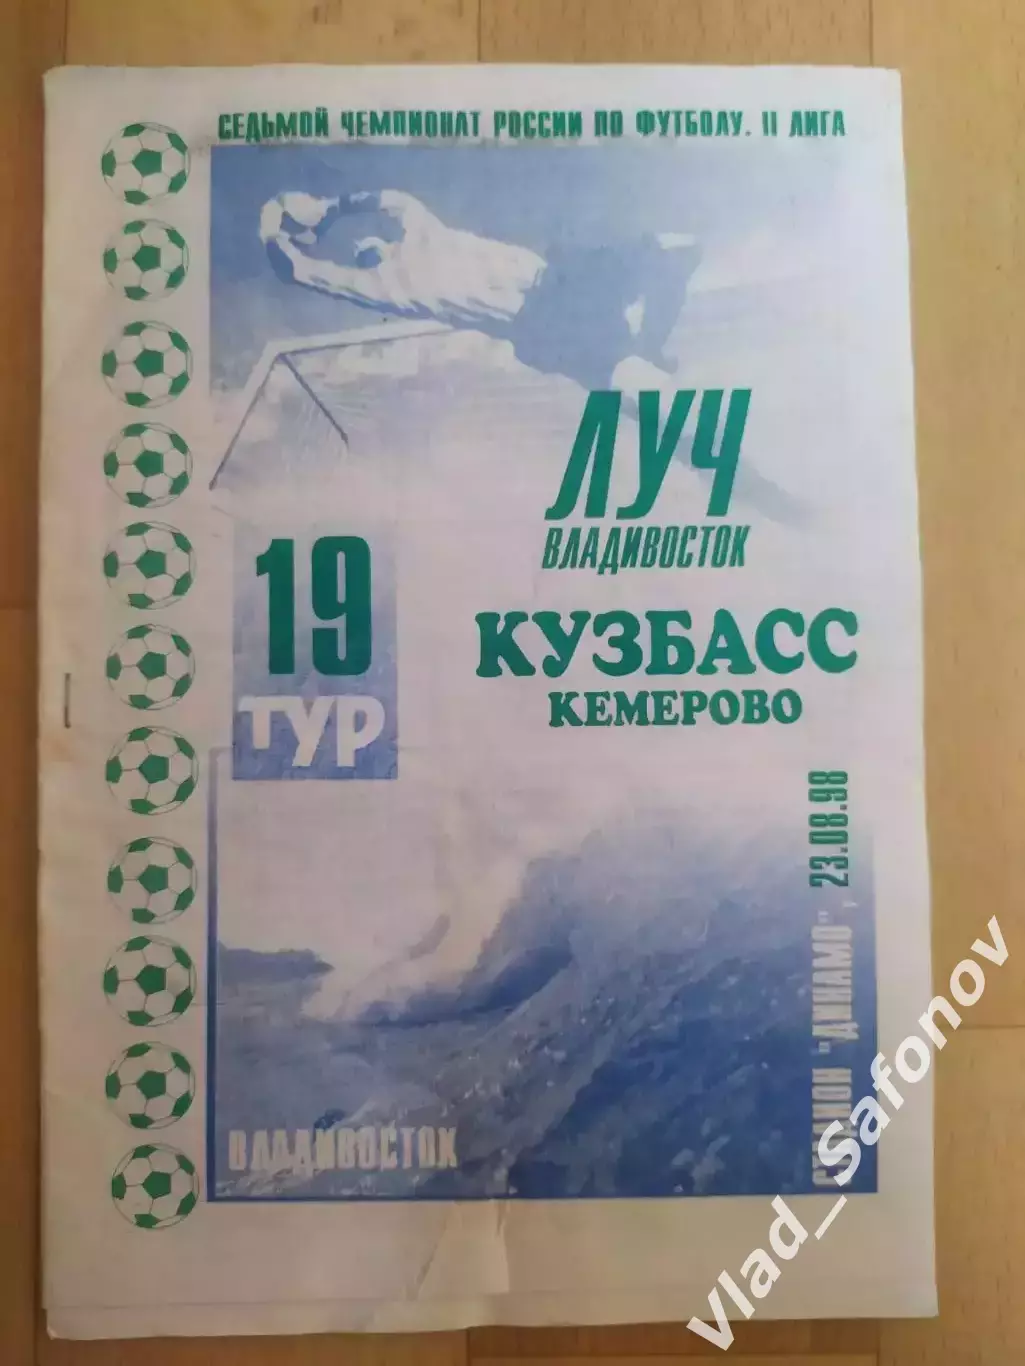 СЕДЬМОЙ ЧЕМПИОНАТ РОССИИ ПО ФУТБОЛУ. II ЛИГА
ЛУЧ
ВЛАДИВОСТОК
19
ТУР
КУЗБАСС
КЕМЕРОВО
СТАДИОН "ДИНАМО", 23.08.98
ВЛАДИВОСТОК
Vlad_Safonov